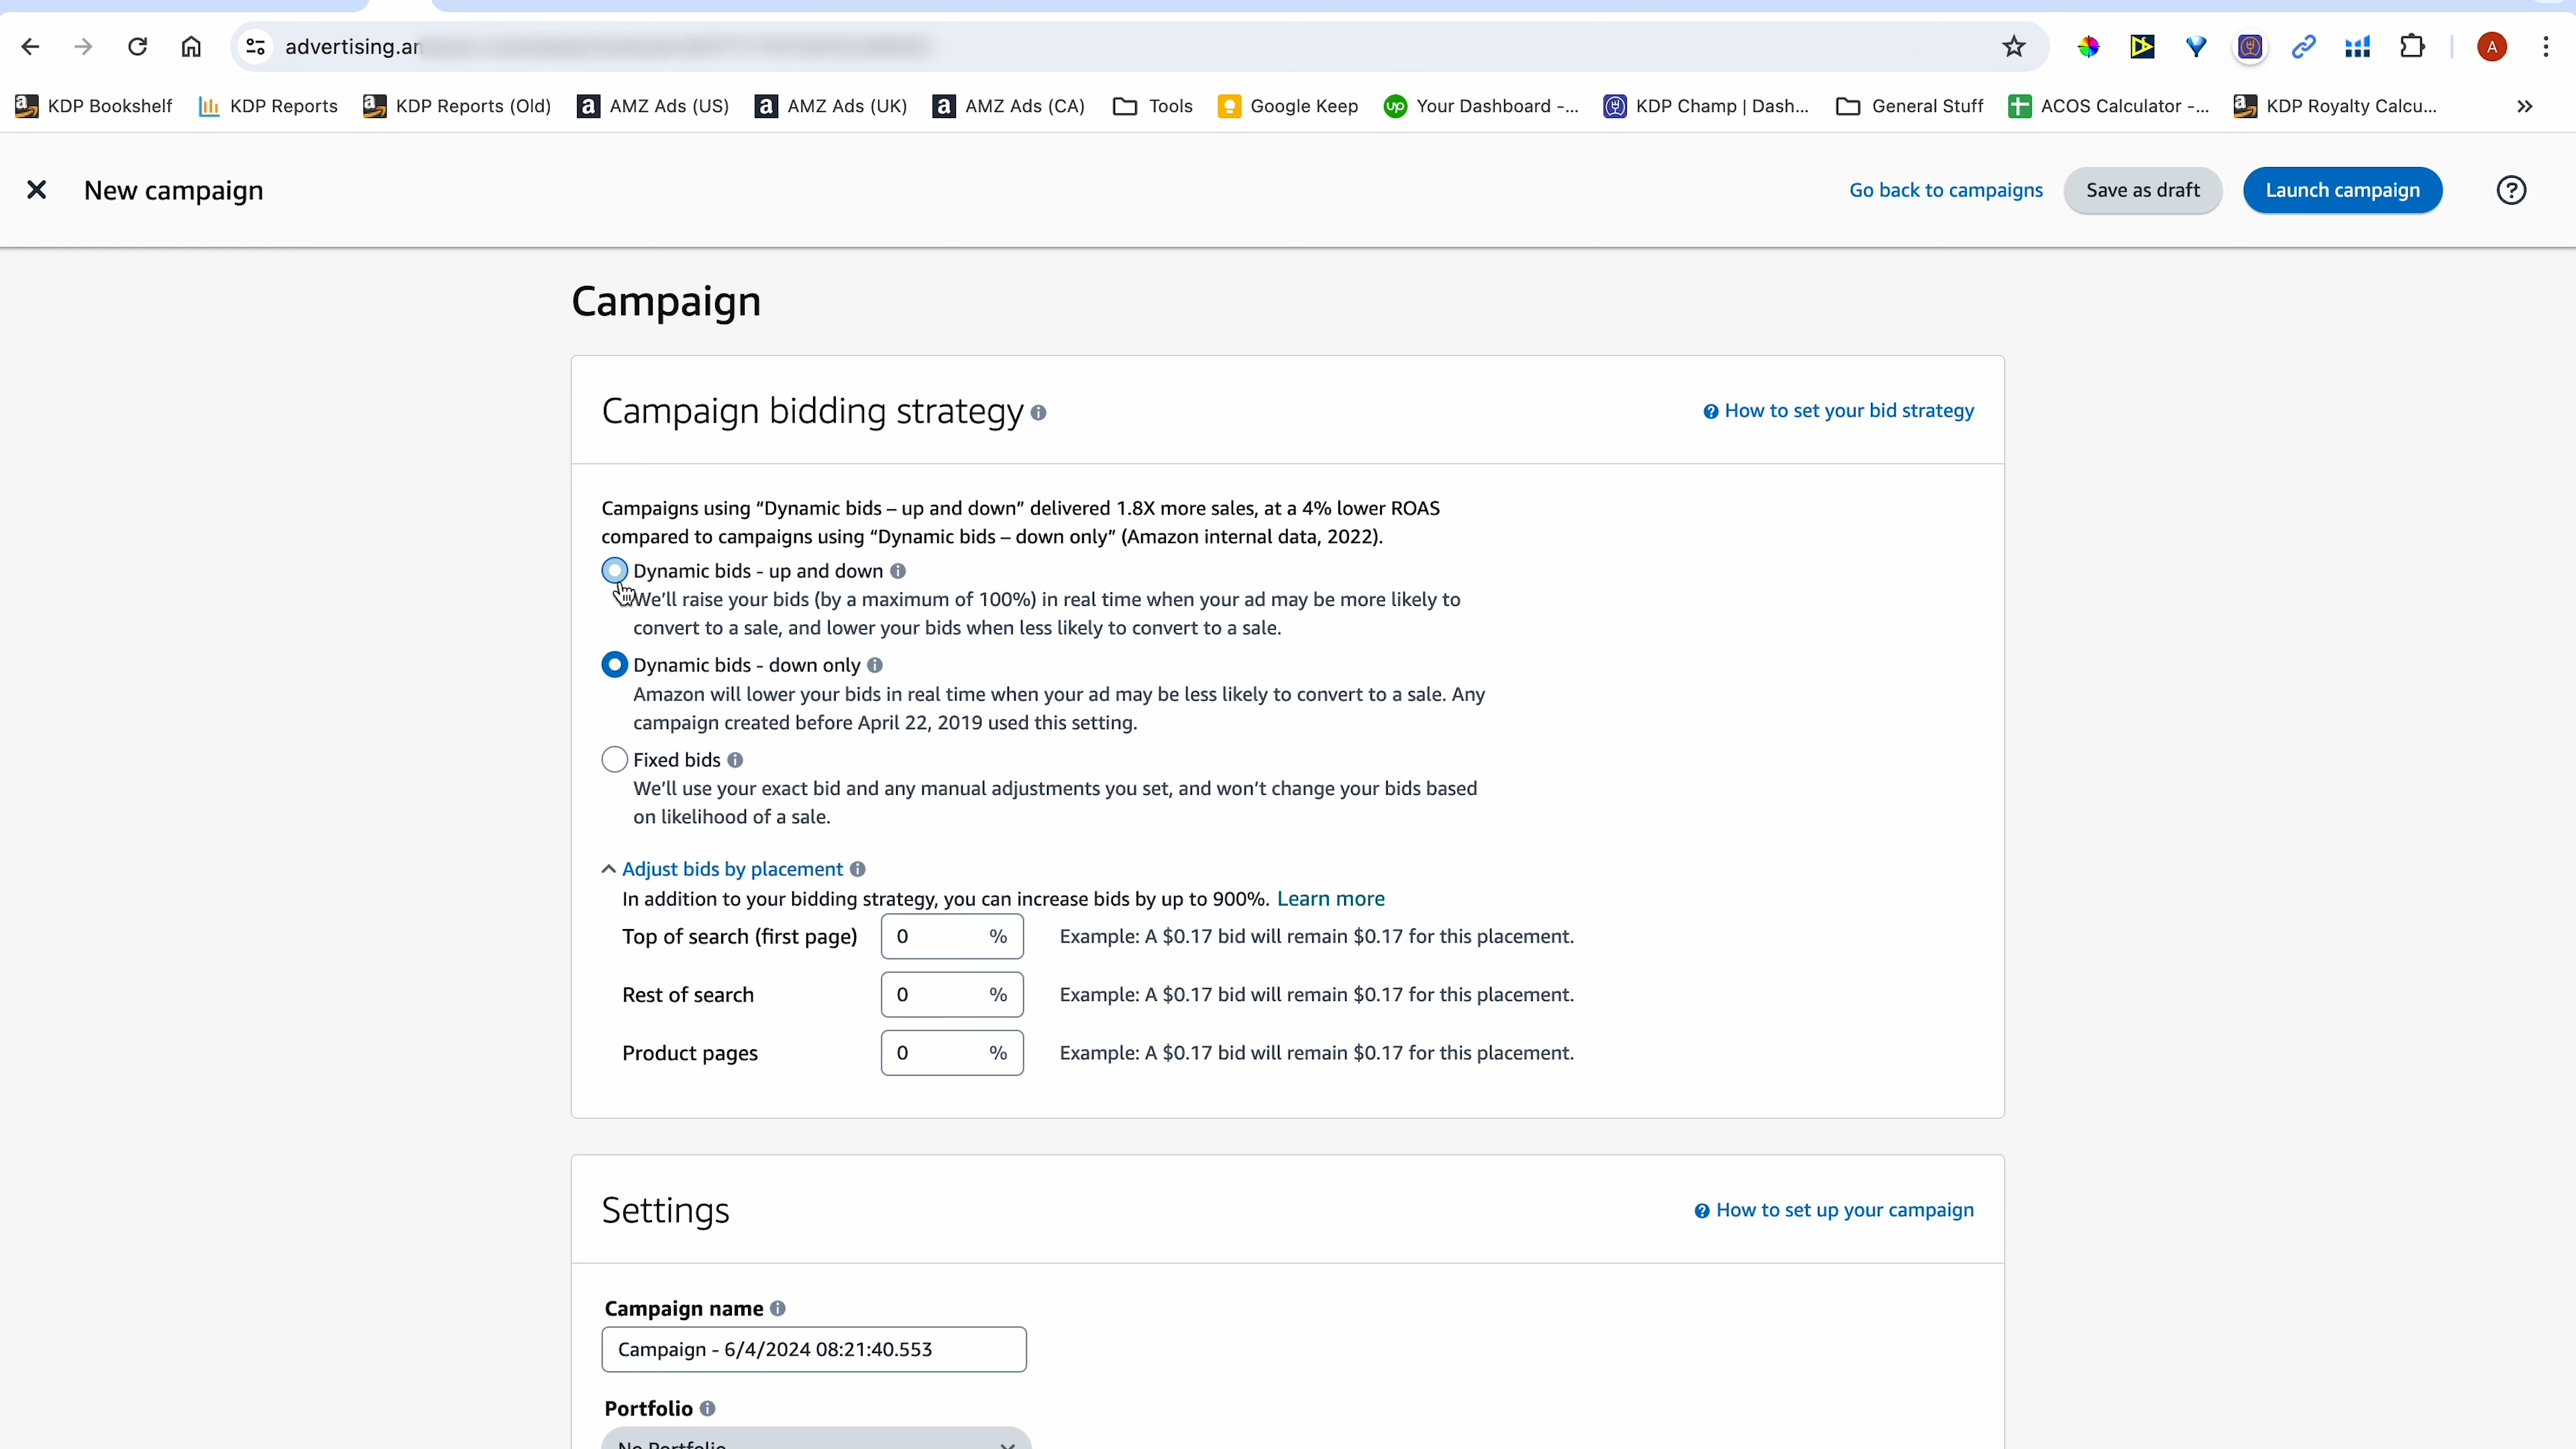 advertising.am
KDP Bookshelf KDP Reports KDP Reports (Old) AMZ Ads (US) AMZ Ads (UK) AMZ Ads (CA) Tools Google Keep Your Dashboard -... KDP Champ | Dash... General Stuff ACOS Calculator -... KDP Royalty Calcu...
New campaign Go back to campaigns Save as draft Launch campaign
Campaign
Campaign bidding strategy How to set your bid strategy
Campaigns using “Dynamic bids – up and down” delivered 1.8X more sales, at a 4% lower ROAS
compared to campaigns using “Dynamic bids – down only” (Amazon internal data, 2022).
Dynamic bids - up and down
We’ll raise your bids (by a maximum of 100%) in real time when your ad may be more likely to
convert to a sale, and lower your bids when less likely to convert to a sale.
Dynamic bids - down only
Amazon will lower your bids in real time when your ad may be less likely to convert to a sale. Any
campaign created before April 22, 2019 used this setting.
Fixed bids
We’ll use your exact bid and any manual adjustments you set, and won’t change your bids based
on likelihood of a sale.
Adjust bids by placement
In addition to your bidding strategy, you can increase bids by up to 900%. Learn more
Top of search (first page) 0 % Example: A $0.17 bid will remain $0.17 for this placement.
Rest of search 0 % Example: A $0.17 bid will remain $0.17 for this placement.
Product pages 0 % Example: A $0.17 bid will remain $0.17 for this placement.
Settings How to set up your campaign
Campaign name
Campaign - 6/4/2024 08:21:40.553
Portfolio
No Portfolio